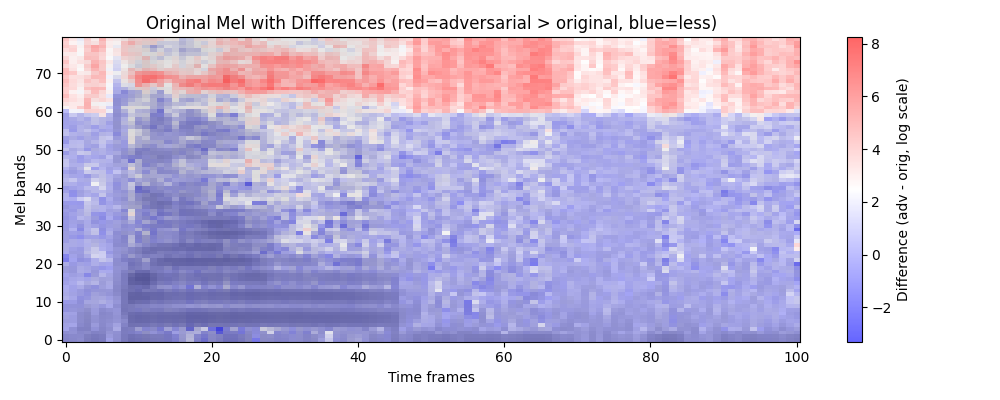 Original Mel with Differences (red=adversarial > original, blue=less)
70
60
50
40
30
20
10
0
Mel bands
0 20 40 60 80 100
Time frames
8
6
4
2
0
−2
Difference (adv - orig, log scale)